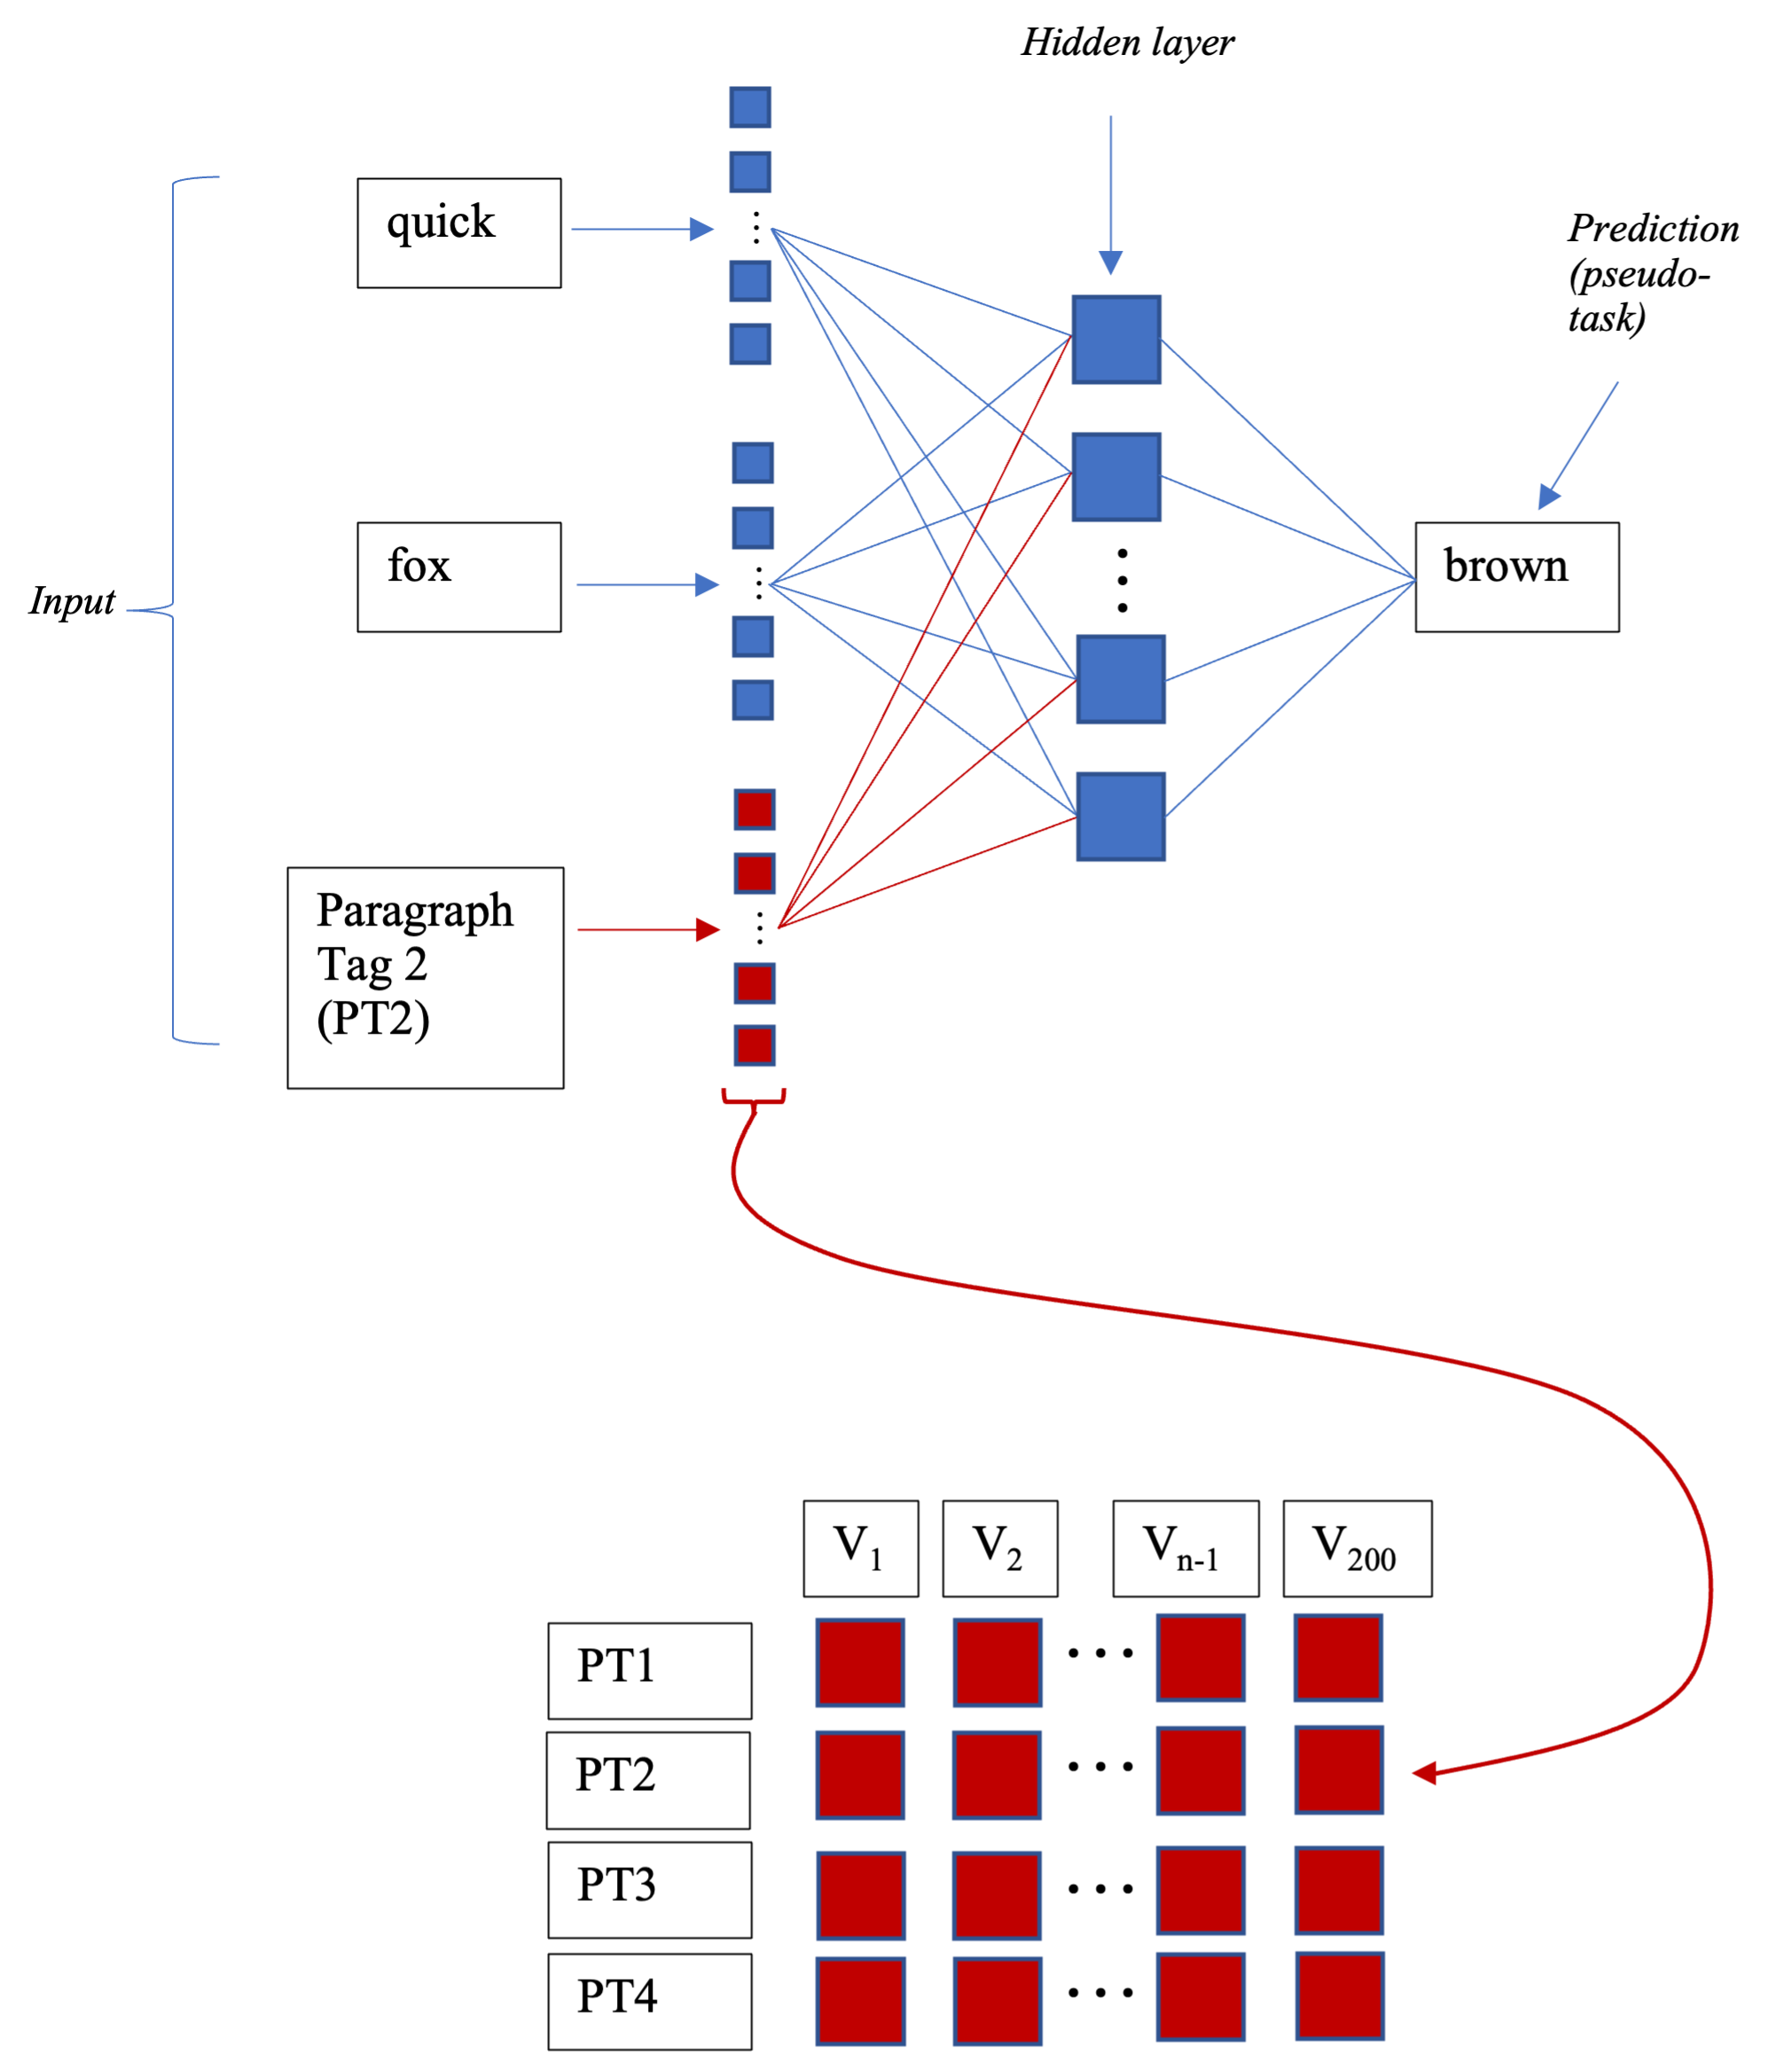 Hidden layer
quick
Prediction
(pseudo-
task)
Input
fox
brown
Paragraph
Tag 2
(PT2)
V1
V2
Vn-1
V200
PT1
PT2
PT3
PT4